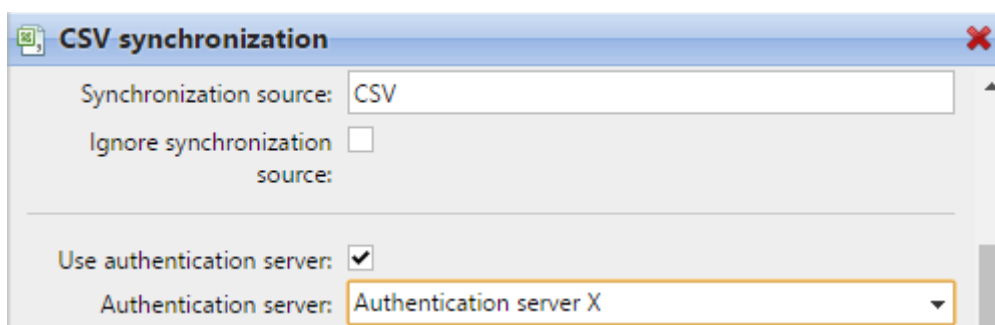 CSV synchronization
Synchronization source: CSV
Ignore synchronization
source:
Use authentication server:
Authentication server: Authentication server X